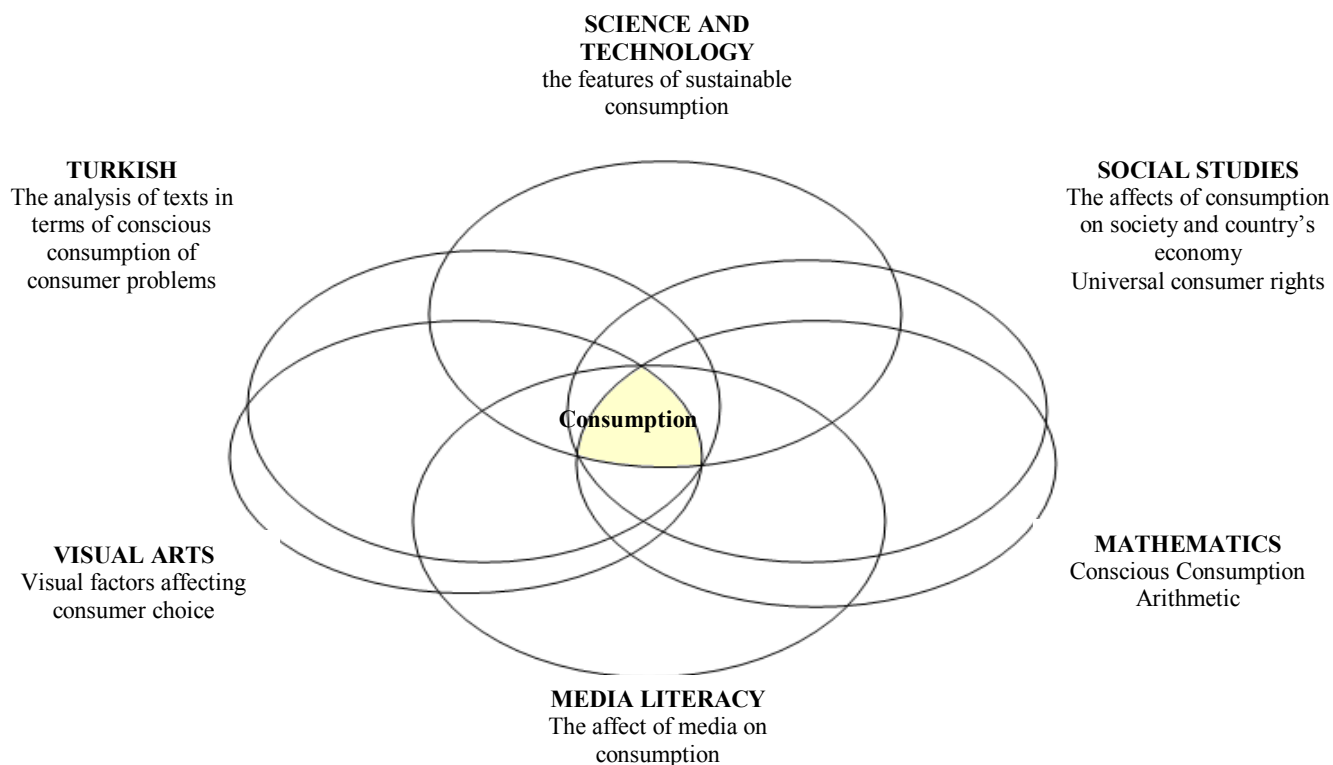 SCIENCE AND
TECHNOLOGY
the features of sustainable
consumption
TURKISH
The analysis of texts in
terms of conscious
consumption of
consumer problems
SOCIAL STUDIES
The affects of consumption
on society and country’s
economy
Universal consumer rights
Consumption
VISUAL ARTS
Visual factors affecting
consumer choice
MATHEMATICS
Conscious Consumption
Arithmetic
MEDIA LITERACY
The affect of media on
consumption